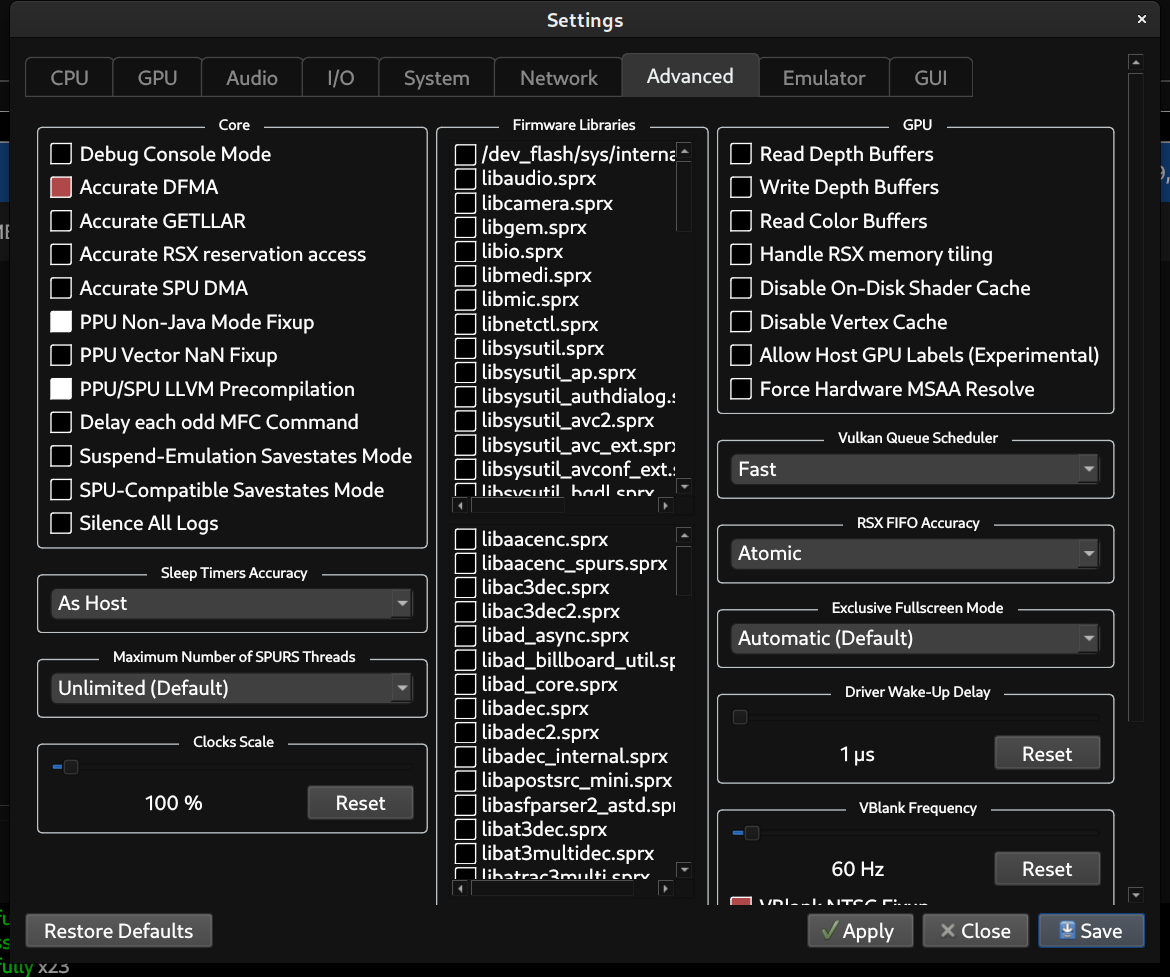 Settings
CPU
GPU
Audio
I/O
System
Network
Advanced
Emulator
GUI
Core
Debug Console Mode
Accurate DFMA
Accurate GETLLAR
Accurate RSX reservation access
Accurate SPU DMA
PPU Non-Java Mode Fixup
PPU Vector NaN Fixup
PPU/SPU LLVM Precompilation
Delay each odd MFC Command
Suspend-Emulation Savestates Mode
SPU-Compatible Savestates Mode
Silence All Logs
Sleep Timers Accuracy
As Host
Maximum Number of SPURS Threads
Unlimited (Default)
Clocks Scale
100 %
Reset
Firmware Libraries
/dev_flash/sys/interna
libaudio.sprx
libcamera.sprx
libgem.sprx
libio.sprx
libmedi.sprx
libmic.sprx
libnetctl.sprx
libsysutil.sprx
libsysutil_ap.sprx
libsysutil_authdialog.s
libsysutil_avc2.sprx
libsysutil_avc_ext.sprx
libsysutil_avconf_ext.s
libsysutil_bgdl.sprx
libaacenc.sprx
libaacenc_spurs.sprx
libac3dec.sprx
libac3dec2.sprx
libad_async.sprx
libad_billboard_util.sp
libad_core.sprx
libadec.sprx
libadec2.sprx
libadec_internal.sprx
libapostsrc_mini.sprx
libasfparser2_astd.spr
libat3dec.sprx
libat3multidec.sprx
libatrac3multi.sprx
GPU
Read Depth Buffers
Write Depth Buffers
Read Color Buffers
Handle RSX memory tiling
Disable On-Disk Shader Cache
Disable Vertex Cache
Allow Host GPU Labels (Experimental)
Force Hardware MSAA Resolve
Vulkan Queue Scheduler
Fast
RSX FIFO Accuracy
Atomic
Exclusive Fullscreen Mode
Automatic (Default)
Driver Wake-Up Delay
1 µs
Reset
VBlank Frequency
60 Hz
Reset
VBlank NTSC Fixup
Restore Defaults
Apply
Close
Save
fully x23